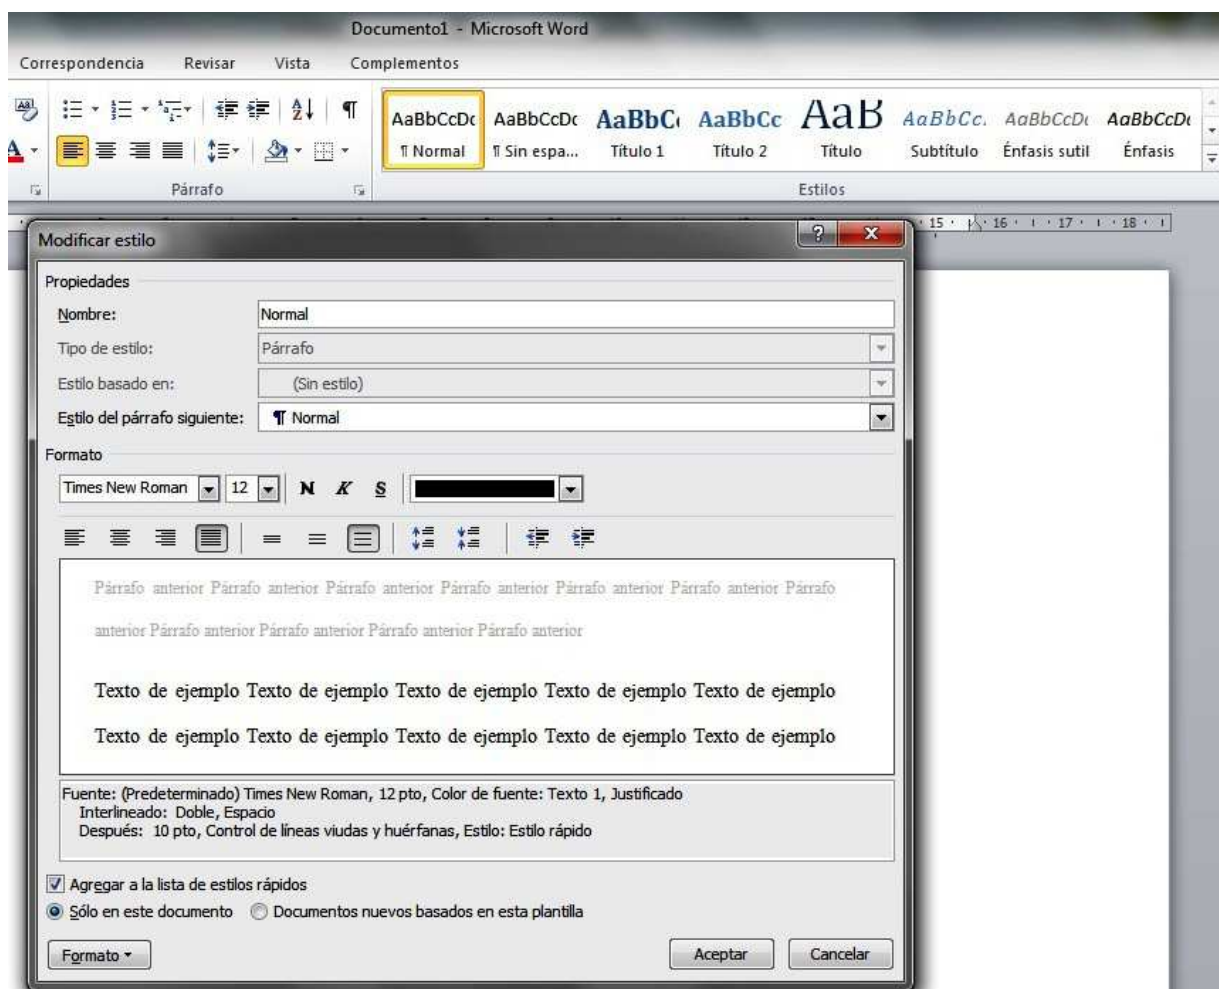 Documento1 - Microsoft Word
Correspondencia Revisar Vista Complementos
AaBbCcDc AaBbCcDc AaBbC AaBbCc AaB AaBbCc. AaBbCcDc AaBbCcDc
¶ Normal ¶ Sin espa... Título 1 Título 2 Título Subtítulo Énfasis sutil Énfasis
Párrafo Estilos
15 16 17 18
Modificar estilo
Propiedades
Nombre: Normal
Tipo de estilo: Párrafo
Estilo basado en: (Sin estilo)
Estilo del párrafo siguiente: ¶ Normal
Formato
Times New Roman 12 N K S
Párrafo anterior Párrafo anterior Párrafo anterior Párrafo anterior Párrafo anterior Párrafo anterior Párrafo
anterior Párrafo anterior Párrafo anterior Párrafo anterior Párrafo anterior
Texto de ejemplo Texto de ejemplo Texto de ejemplo Texto de ejemplo Texto de ejemplo
Texto de ejemplo Texto de ejemplo Texto de ejemplo Texto de ejemplo Texto de ejemplo
Fuente: (Predeterminado) Times New Roman, 12 pto, Color de fuente: Texto 1, Justificado
Interlineado: Doble, Espacio
Después: 10 pto, Control de líneas viudas y huérfanas, Estilo: Estilo rápido
Agregar a la lista de estilos rápidos
Sólo en este documento Documentos nuevos basados en esta plantilla
Formato Aceptar Cancelar